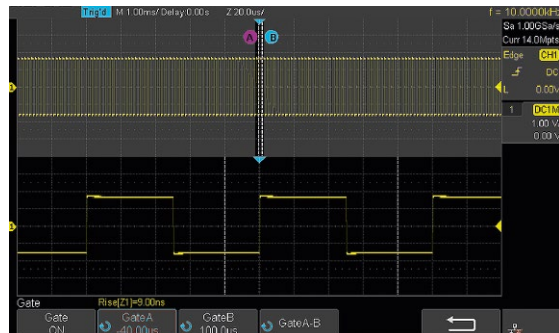 Trig'd M 1.00ms/ Delay:0.00s Z 20.0us/ f = 10.0000kHz
Sa 1.00GSa/s
Curr 14.0Mpts
A B
Edge CH1
DC
L 0.00V
1 DC1M
1.00 V/
0.00 V
Gate Rise[Z1]=9.00ns
Gate
ON
GateA
-40.00us
GateB
100.0us
GateA-B